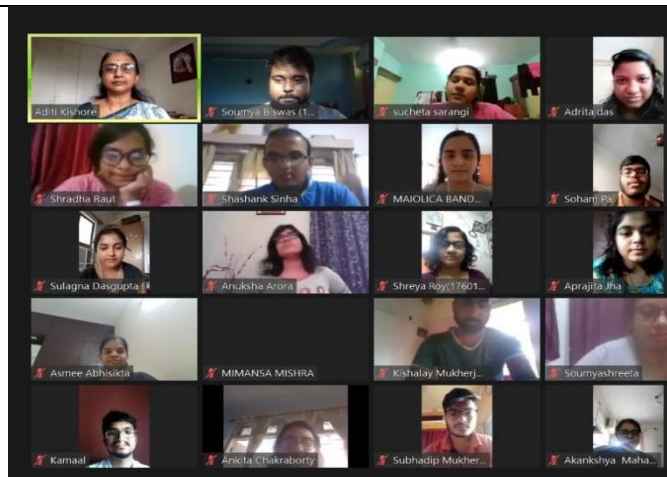 Aditi Kishore
Soumya Biswas (1...
sucheta sarangi
Adrita das
Shradha Raut
Shashank Sinha
MAIOLICA BAND...
Soham Pal
Sulagna Dasgupta
Anuksha Arora
Shreya Roy(17601...
Aprajita Jha
Asmee Abhisikta
MIMANSA MISHRA
Kishalay Mukherj...
Soumyashreeta
Kamaal
Ankita Chakraborty
Subhadip Mukher...
Akankshya Maha...